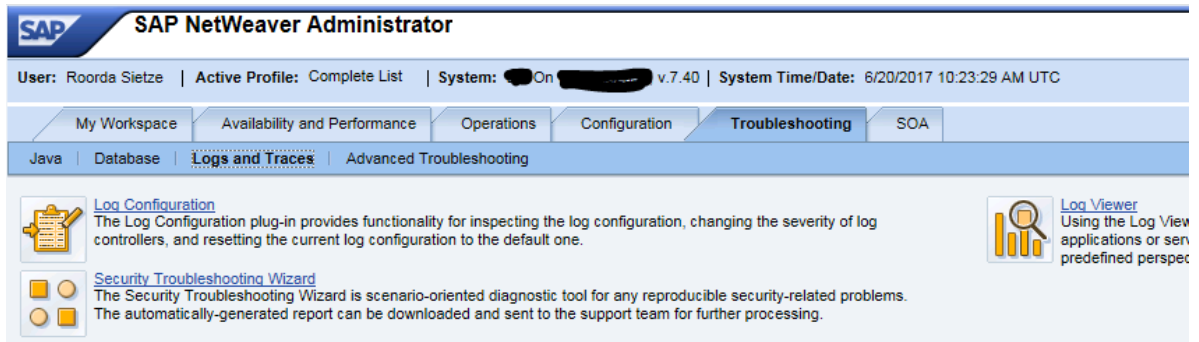 SAP SAP NetWeaver Administrator
User: Roorda Sietze | Active Profile: Complete List | System: On v.7.40 | System Time/Date: 6/20/2017 10:23:29 AM UTC
My Workspace Availability and Performance Operations Configuration Troubleshooting SOA
Java | Database | Logs and Traces | Advanced Troubleshooting
Log Configuration
The Log Configuration plug-in provides functionality for inspecting the log configuration, changing the severity of log
controllers, and resetting the current log configuration to the default one.
Log Viewer
Using the Log View
applications or serv
predefined perspec
Security Troubleshooting Wizard
The Security Troubleshooting Wizard is scenario-oriented diagnostic tool for any reproducible security-related problems.
The automatically-generated report can be downloaded and sent to the support team for further processing.